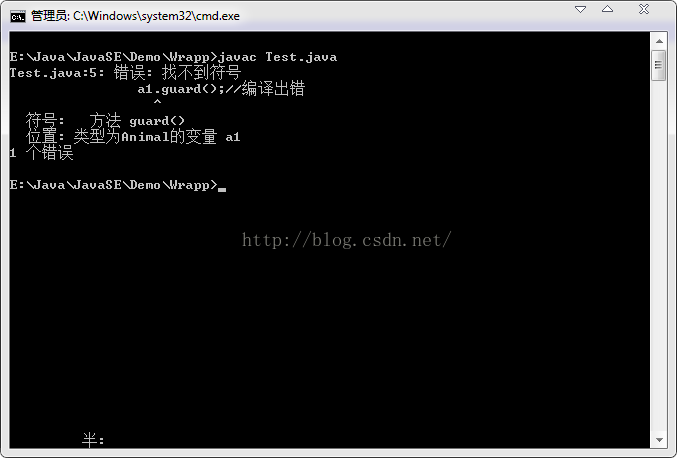 管理员: C:\Windows\system32\cmd.exe
E:\Java\JavaSE\Demo\Wrapp>javac Test.java
Test.java:5: 错误: 找不到符号
a1.guard();//编译出错
^
符号:   方法 guard()
位置: 类型为Animal的变量 a1
1 个错误
E:\Java\JavaSE\Demo\Wrapp>
http://blog.csdn.net/
半: